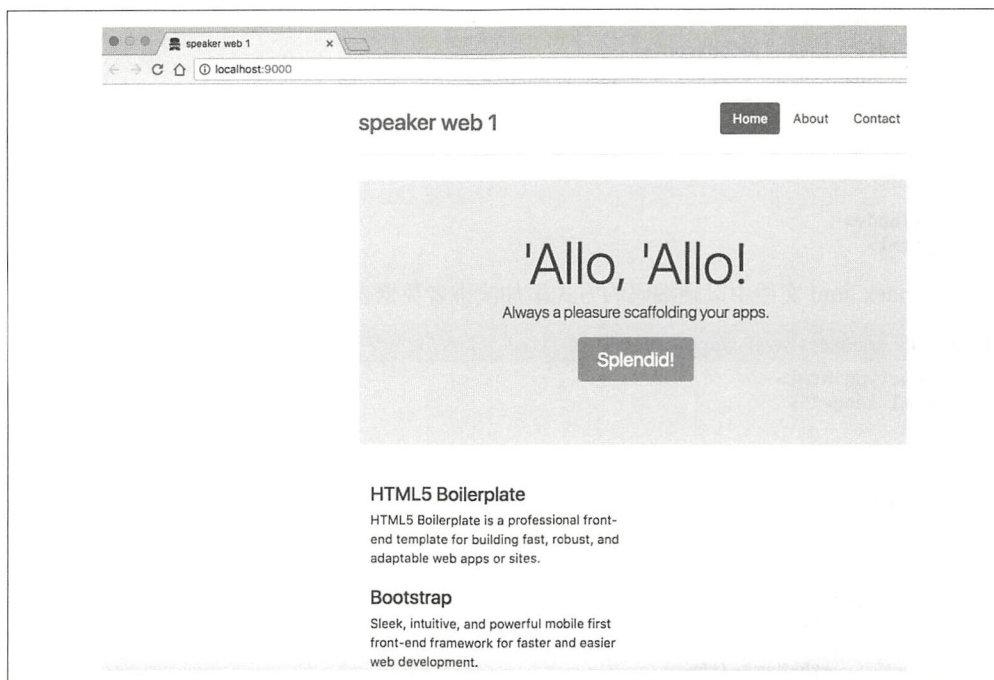 speaker web 1
localhost:9000
speaker web 1
Home About Contact
'Allo, 'Allo!
Always a pleasure scaffolding your apps.
Splendid!
HTML5 Boilerplate
HTML5 Boilerplate is a professional front-
end template for building fast, robust, and
adaptable web apps or sites.
Bootstrap
Sleek, intuitive, and powerful mobile first
front-end framework for faster and easier
web development.